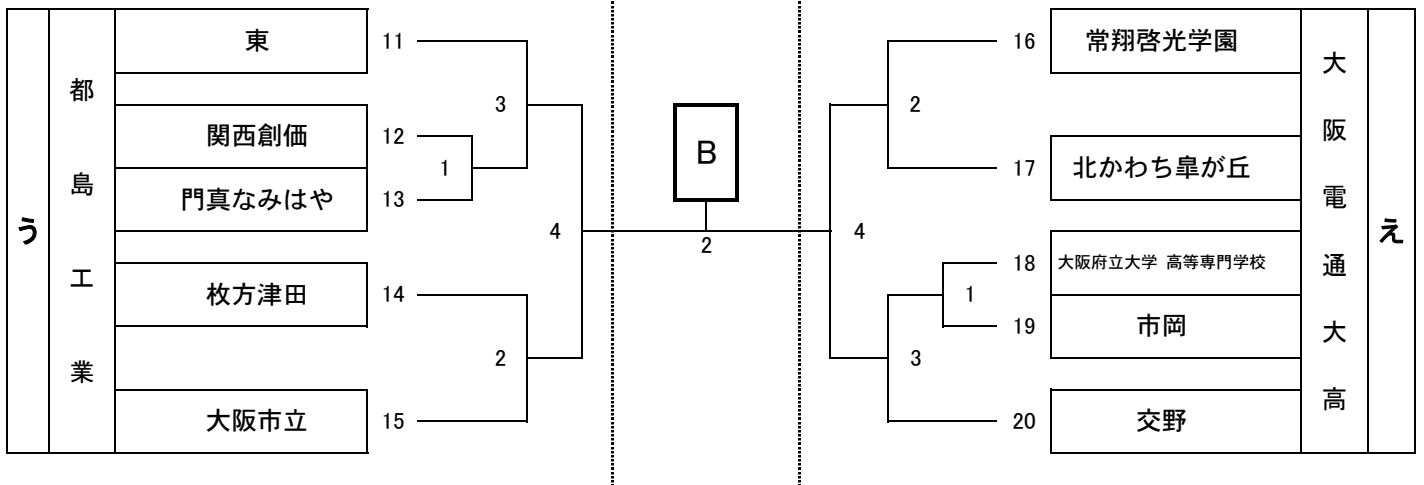 う
都島工業
東 11
関西創価 12
門真なみはや 13
枚方津田 14
大阪市立 15
3
1
4
2
B
2
16 常翔啓光学園
17 北かわち皐が丘
18 大阪府立大学 高等専門学校
19 市岡
20 交野
2
4
1
3
大阪電通大高
え